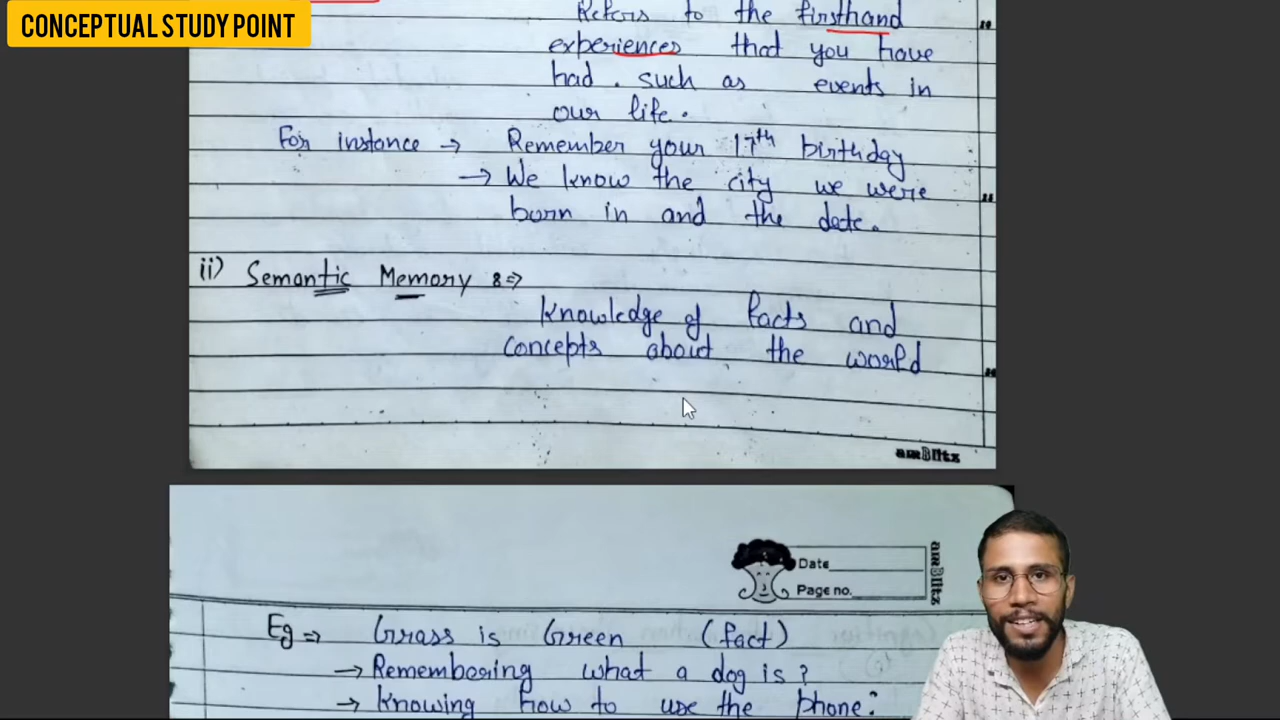 CONCEPTUAL STUDY POINT
Refers to the firsthand
experiences that you have
had. such as events in
our life.
For instance → Remember your 17th birthday
→ We know the city we were
born in and the date.
ii) Semantic Memory :⇒
Knowledge of facts and
concepts about the world
amBlitz
amBlitz
Date
Page no.
Eg ⇒ Grass is Green (fact)
→ Remembering what a dog is?
→ Knowing how to use the phone?